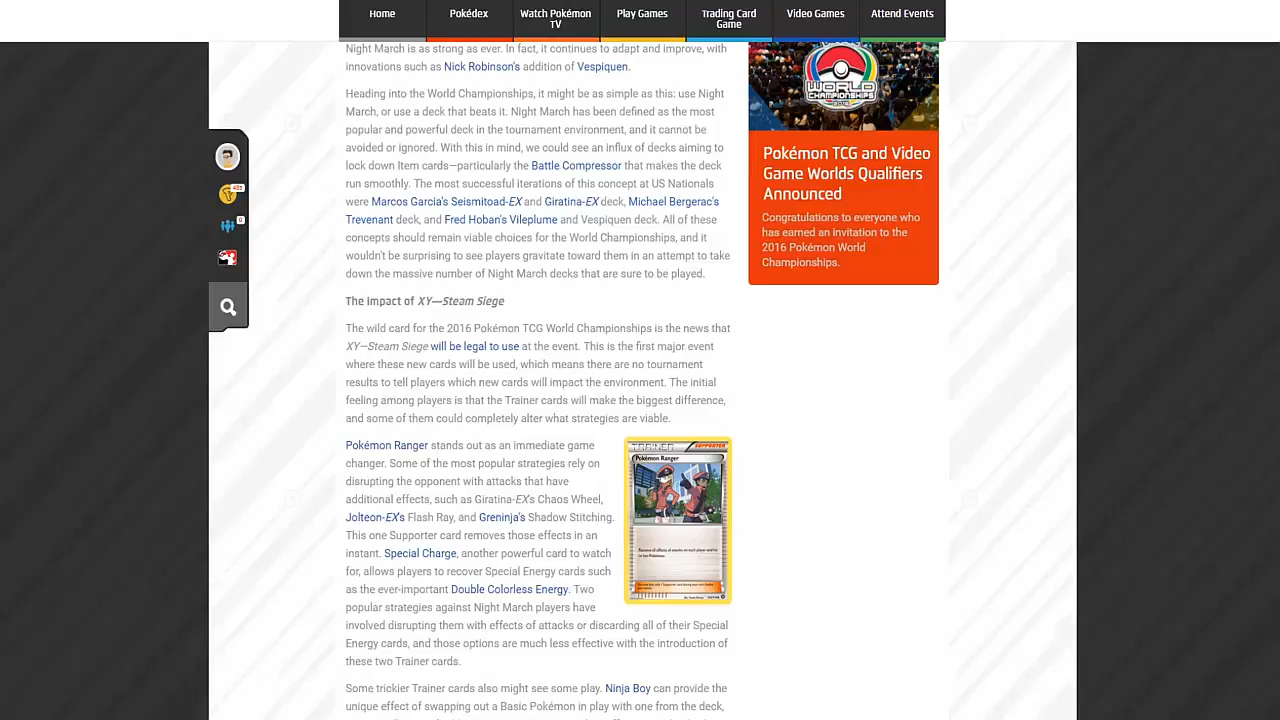 Home
Pokédex
Watch Pokémon TV
Play Games
Trading Card Game
Video Games
Attend Events
Night March is as strong as ever. In fact, it continues to adapt and improve, with
innovations such as Nick Robinson's addition of Vespiquen.
Heading into the World Championships, it might be as simple as this: use Night
March, or use a deck that beats it. Night March has been defined as the most
popular and powerful deck in the tournament environment, and it cannot be
avoided or ignored. With this in mind, we could see an influx of decks aiming to
lock down Item cards—particularly the Battle Compressor that makes the deck
run smoothly. The most successful iterations of this concept at US Nationals
were Marcos Garcia's Seismitoad-EX and Giratina-EX deck, Michael Bergerac's
Trevenant deck, and Fred Hoban's Vileplume and Vespiquen deck. All of these
concepts should remain viable choices for the World Championships, and it
wouldn't be surprising to see players gravitate toward them in an attempt to take
down the massive number of Night March decks that are sure to be played.
The Impact of XY—Steam Siege
The wild card for the 2016 Pokémon TCG World Championships is the news that
XY—Steam Siege will be legal to use at the event. This is the first major event
where these new cards will be used, which means there are no tournament
results to tell players which new cards will impact the environment. The initial
feeling among players is that the Trainer cards will make the biggest difference,
and some of them could completely alter what strategies are viable.
Pokémon Ranger stands out as an immediate game
changer. Some of the most popular strategies rely on
disrupting the opponent with attacks that have
additional effects, such as Giratina-EX's Chaos Wheel,
Jolteon-EX's Flash Ray, and Greninja's Shadow Stitching.
This one Supporter card removes those effects in an
instant. Special Charge, another powerful card to watch
for, allows players to recover Special Energy cards such
as the all-important Double Colorless Energy. Two
popular strategies against Night March players have
involved disrupting them with effects of attacks or discarding all of their Special
Energy cards, and those options are much less effective with the introduction of
these two Trainer cards.
Some trickier Trainer cards also might see some play. Ninja Boy can provide the
unique effect of swapping out a Basic Pokémon in play with one from the deck,
TRAINER SUPPORTER
Pokémon Ranger
Remove all effects of attacks on each player and his
or her Pokémon.
WORLD
CHAMPIONSHIPS
Pokémon TCG and Video
Game Worlds Qualifiers
Announced
Congratulations to everyone who
has earned an invitation to the
2016 Pokémon World
Championships.